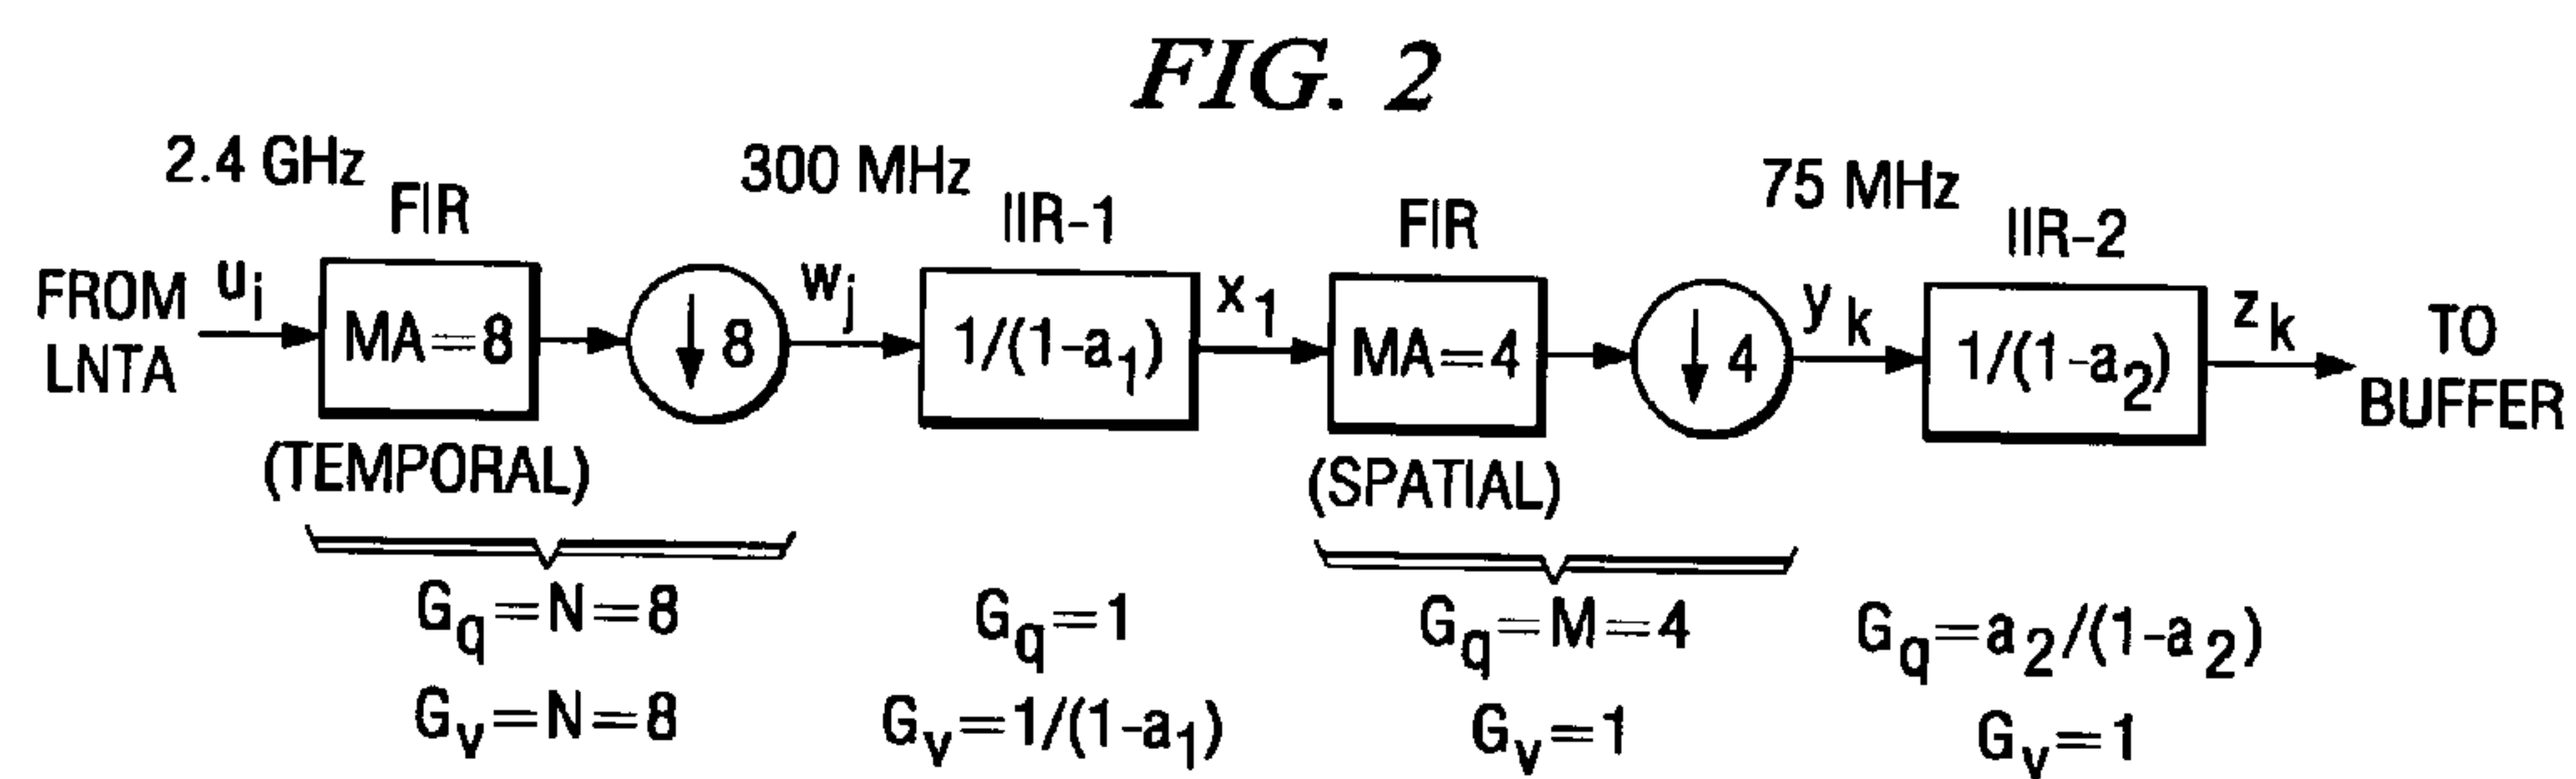 FIG. 2
2.4 GHz
FIR
300 MHz
IIR-1
FIR
75 MHz
IIR-2
FROM
LNTA
u_i
MA=8
↓ 8
w_j
1/(1-a_1)
x_1
MA=4
↓ 4
y_k
1/(1-a_2)
z_k
TO
BUFFER
(TEMPORAL)
(SPATIAL)
G_q=N=8
G_q=1
G_q=M=4
G_q=a_2/(1-a_2)
G_v=N=8
G_v=1/(1-a_1)
G_v=1
G_v=1